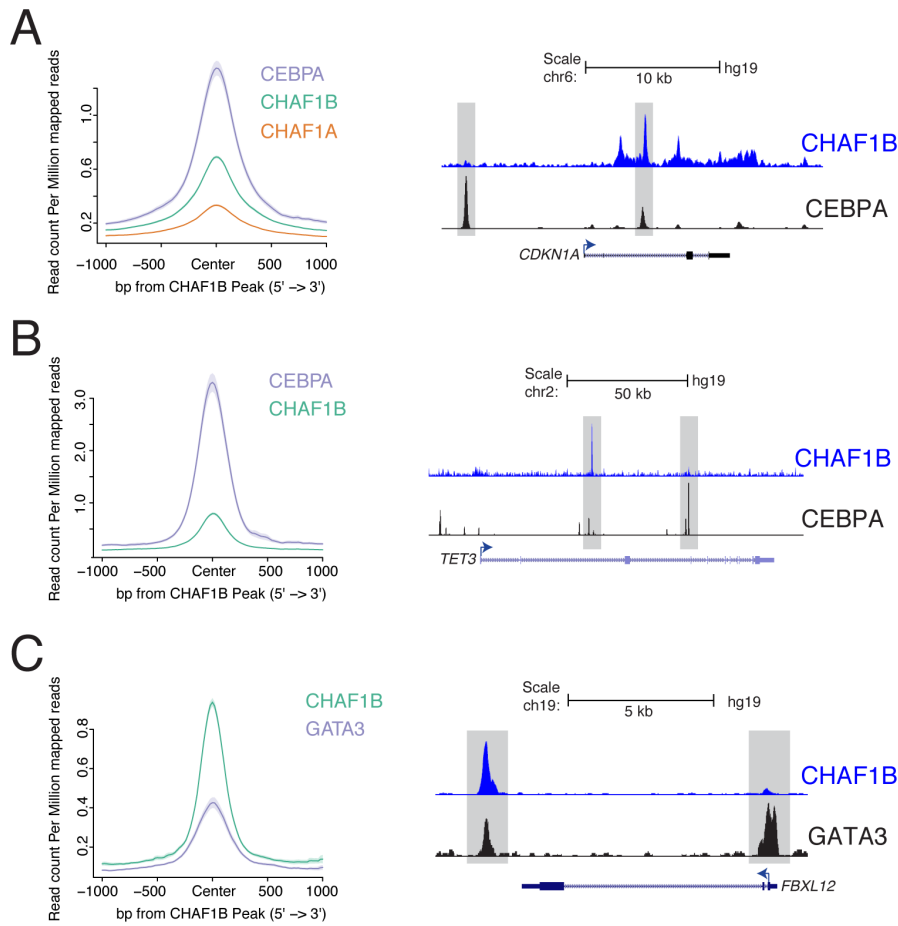 A
Read count Per Million mapped reads
1.0
0.6
0.2
CEBPA
CHAF1B
CHAF1A
−1000 −500 Center 500 1000
bp from CHAF1B Peak (5' −> 3')
Scale
chr6:
10 kb
hg19
CHAF1B
CEBPA
CDKN1A
B
Read count Per Million mapped reads
3.0
2.0
1.0
CEBPA
CHAF1B
−1000 −500 Center 500 1000
bp from CHAF1B Peak (5' −> 3')
Scale
chr2:
50 kb
hg19
CHAF1B
CEBPA
TET3
C
Read count Per Million mapped reads
0.8
0.6
0.4
0.2
CHAF1B
GATA3
−1000 −500 Center 500 1000
bp from CHAF1B Peak (5' −> 3')
Scale
ch19:
5 kb
hg19
CHAF1B
GATA3
FBXL12